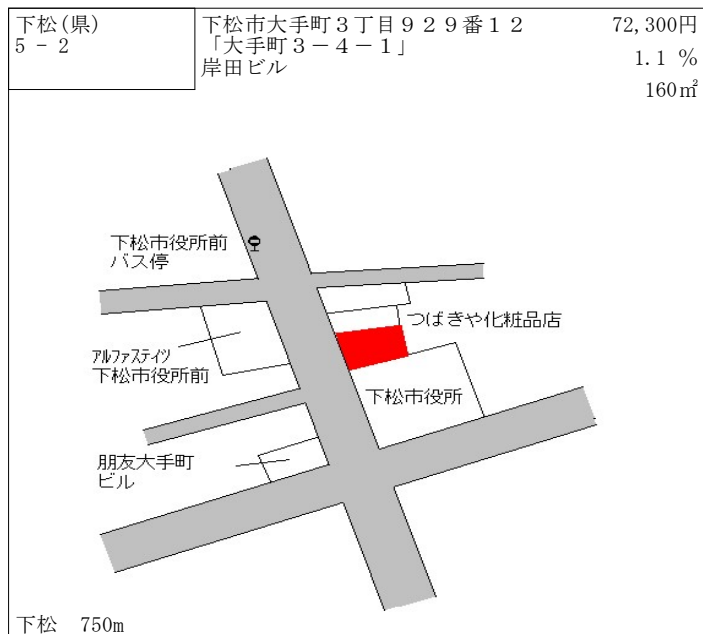 下松(県)
5 - 2
下松市大手町３丁目９２９番１２
「大手町３－４－１」
岸田ビル
72,300円
1.1 %
160㎡
下松市役所前
バス停
つばきや化粧品店
ｱﾙﾌｧｽﾃｲﾂ
下松市役所前
下松市役所
朋友大手町
ビル
下松 750m